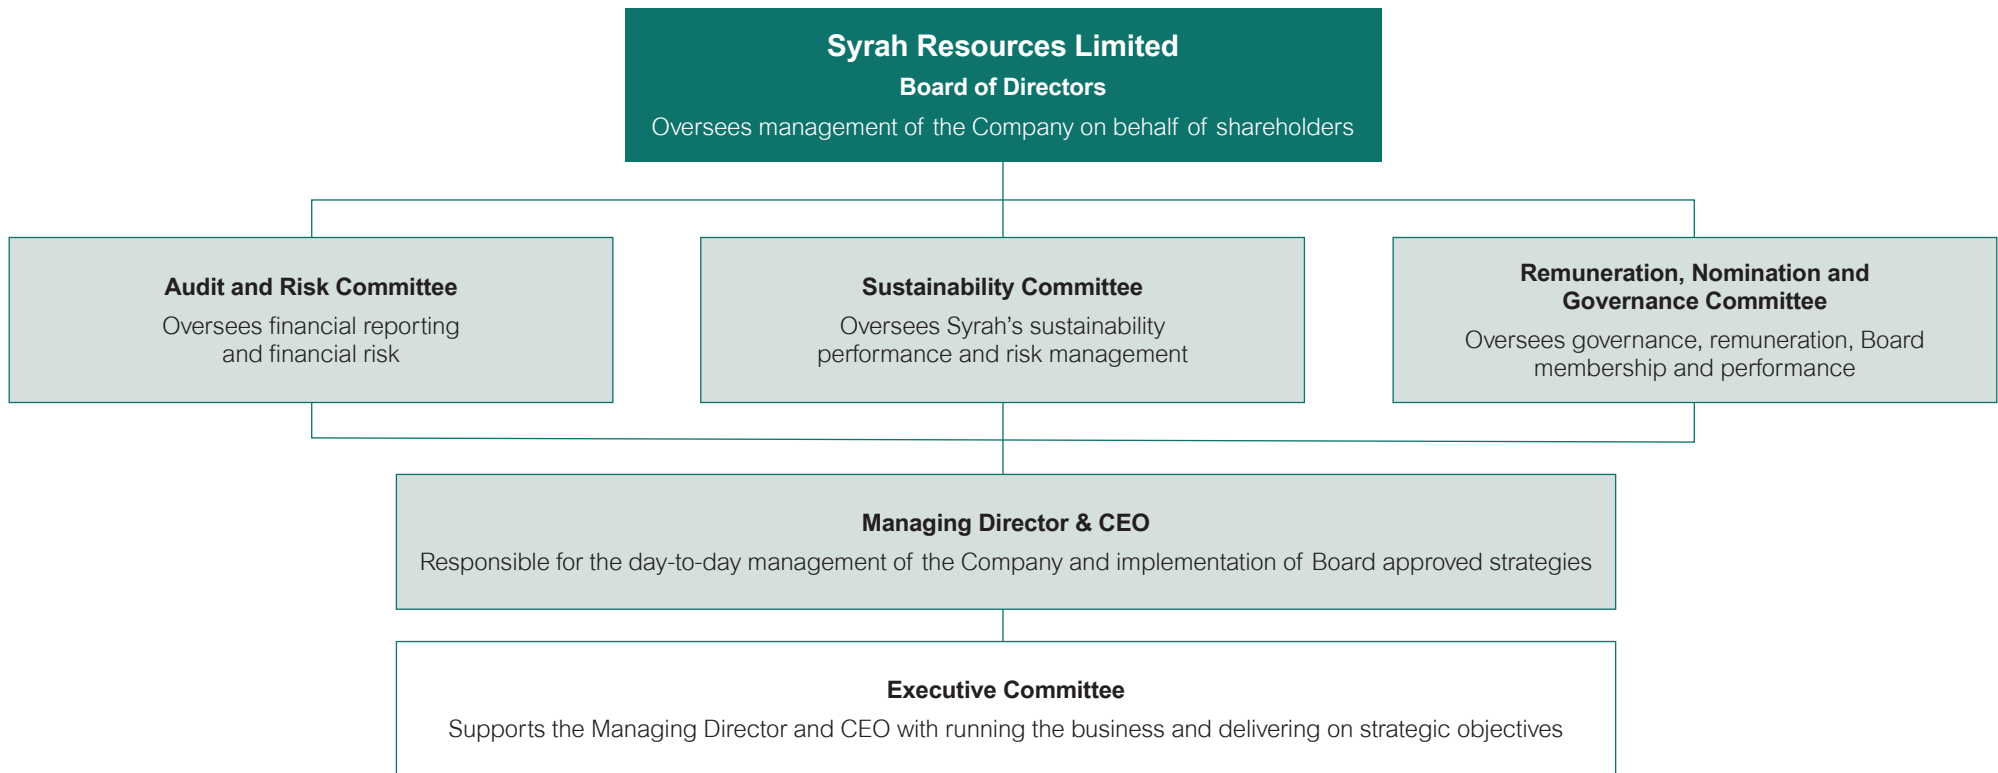 Syrah Resources Limited
Board of Directors
Oversees management of the Company on behalf of shareholders
Audit and Risk Committee
Oversees financial reporting
and financial risk
Sustainability Committee
Oversees Syrah’s sustainability
performance and risk management
Remuneration, Nomination and
Governance Committee
Oversees governance, remuneration, Board
membership and performance
Managing Director & CEO
Responsible for the day-to-day management of the Company and implementation of Board approved strategies
Executive Committee
Supports the Managing Director and CEO with running the business and delivering on strategic objectives